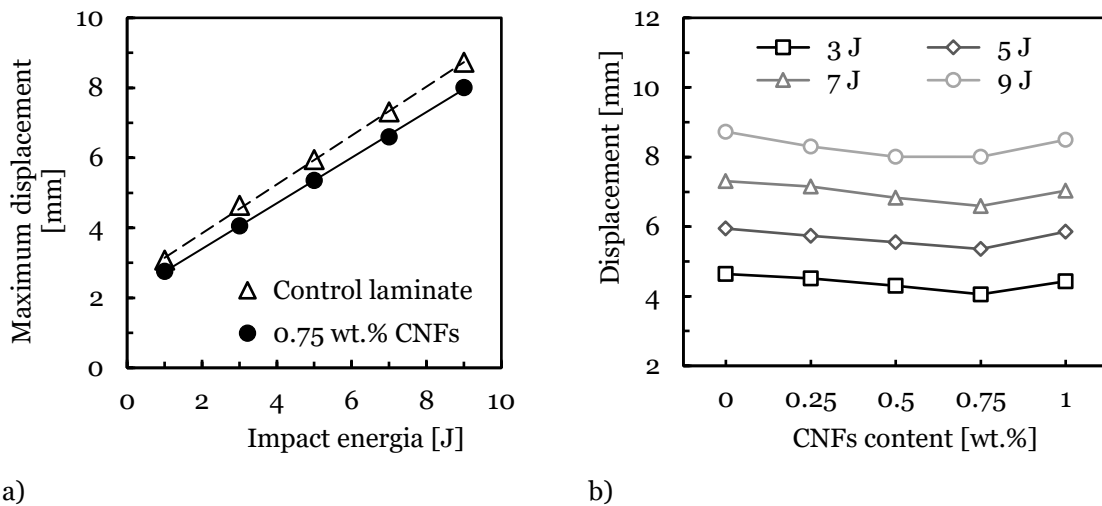 10
8
6
4
2
0
Maximum displacement
[mm]
Control laminate
0.75 wt.% CNFs
0 2 4 6 8 10
Impact energia [J]
a)
12
10
8
6
4
2
Displacement [mm]
3 J 5 J
7 J 9 J
0 0.25 0.5 0.75 1
CNFs content [wt.%]
b)